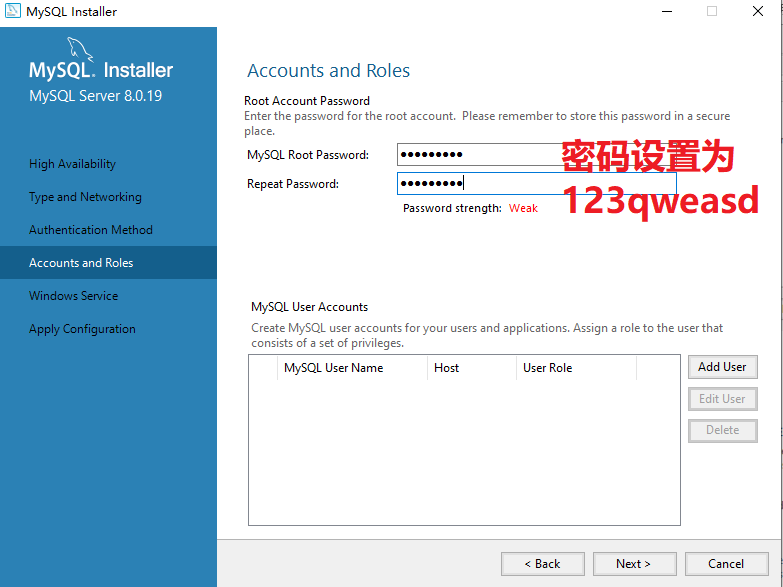 MySQL Installer
MySQL. Installer
MySQL Server 8.0.19
High Availability
Type and Networking
Authentication Method
Accounts and Roles
Windows Service
Apply Configuration
Accounts and Roles
Root Account Password
Enter the password for the root account. Please remember to store this password in a secure
place.
MySQL Root Password: •••••••••
Repeat Password: •••••••••
Password strength: Weak
密码设置为
123qweasd
MySQL User Accounts
Create MySQL user accounts for your users and applications. Assign a role to the user that
consists of a set of privileges.
MySQL User Name Host User Role
Add User
Edit User
Delete
< Back Next > Cancel